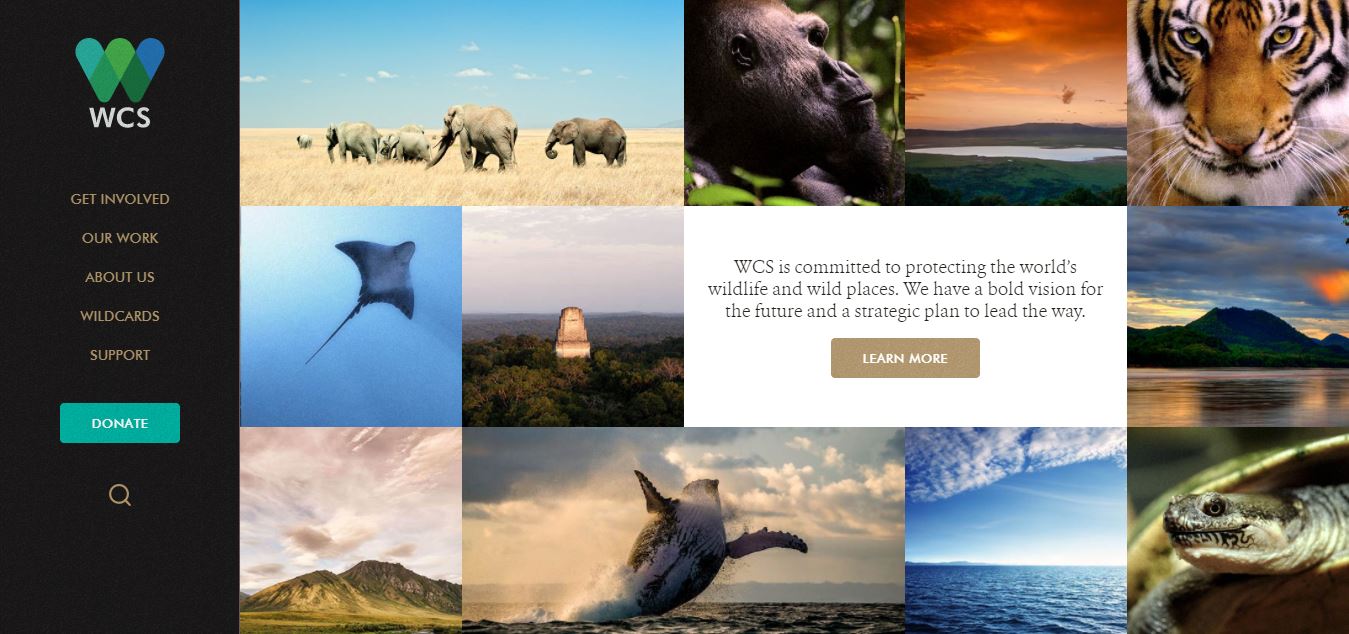 WCS
GET INVOLVED
OUR WORK
ABOUT US
WILDCARDS
SUPPORT
DONATE
WCS is committed to protecting the world’s
wildlife and wild places. We have a bold vision for
the future and a strategic plan to lead the way.
LEARN MORE